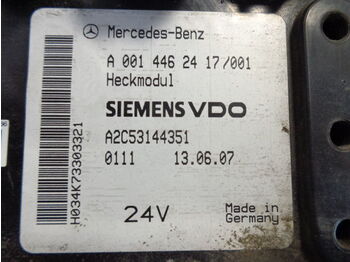 Mercedes-Benz
A 001 446 24 17/001
Heckmodul
SIEMENS VDO
A2C53144351
0111 13.06.07
24V
Made in
Germany
H034K73303321